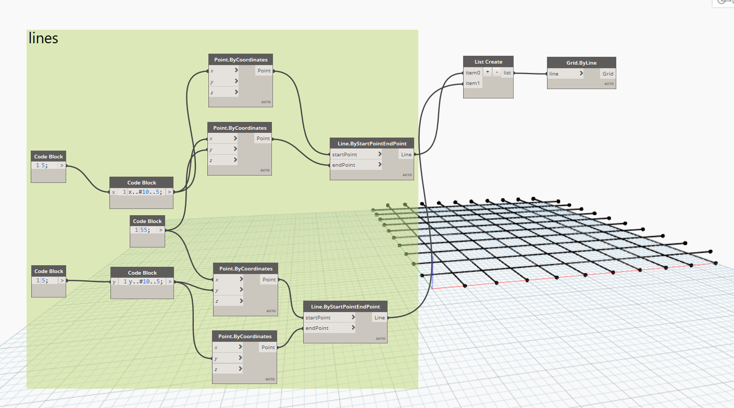 lines
Point.ByCoordinates
x > Point
y >
z >
AUTO
List Create
item0 + - list
item1
Grid.ByLine
line > Grid
AUTO
Point.ByCoordinates
x > Point
y >
z >
AUTO
Line.ByStartPointEndPoint
startPoint > Line
endPoint >
AUTO
Code Block
1 5; >
Code Block
x 1 x..#10..5; >
Code Block
1 55; >
Code Block
1 5; >
Code Block
y 1 y..#10..5; >
Point.ByCoordinates
x > Point
y >
z >
AUTO
Line.ByStartPointEndPoint
startPoint > Line
endPoint >
AUTO
Point.ByCoordinates
x > Point
y >
z >
AUTO